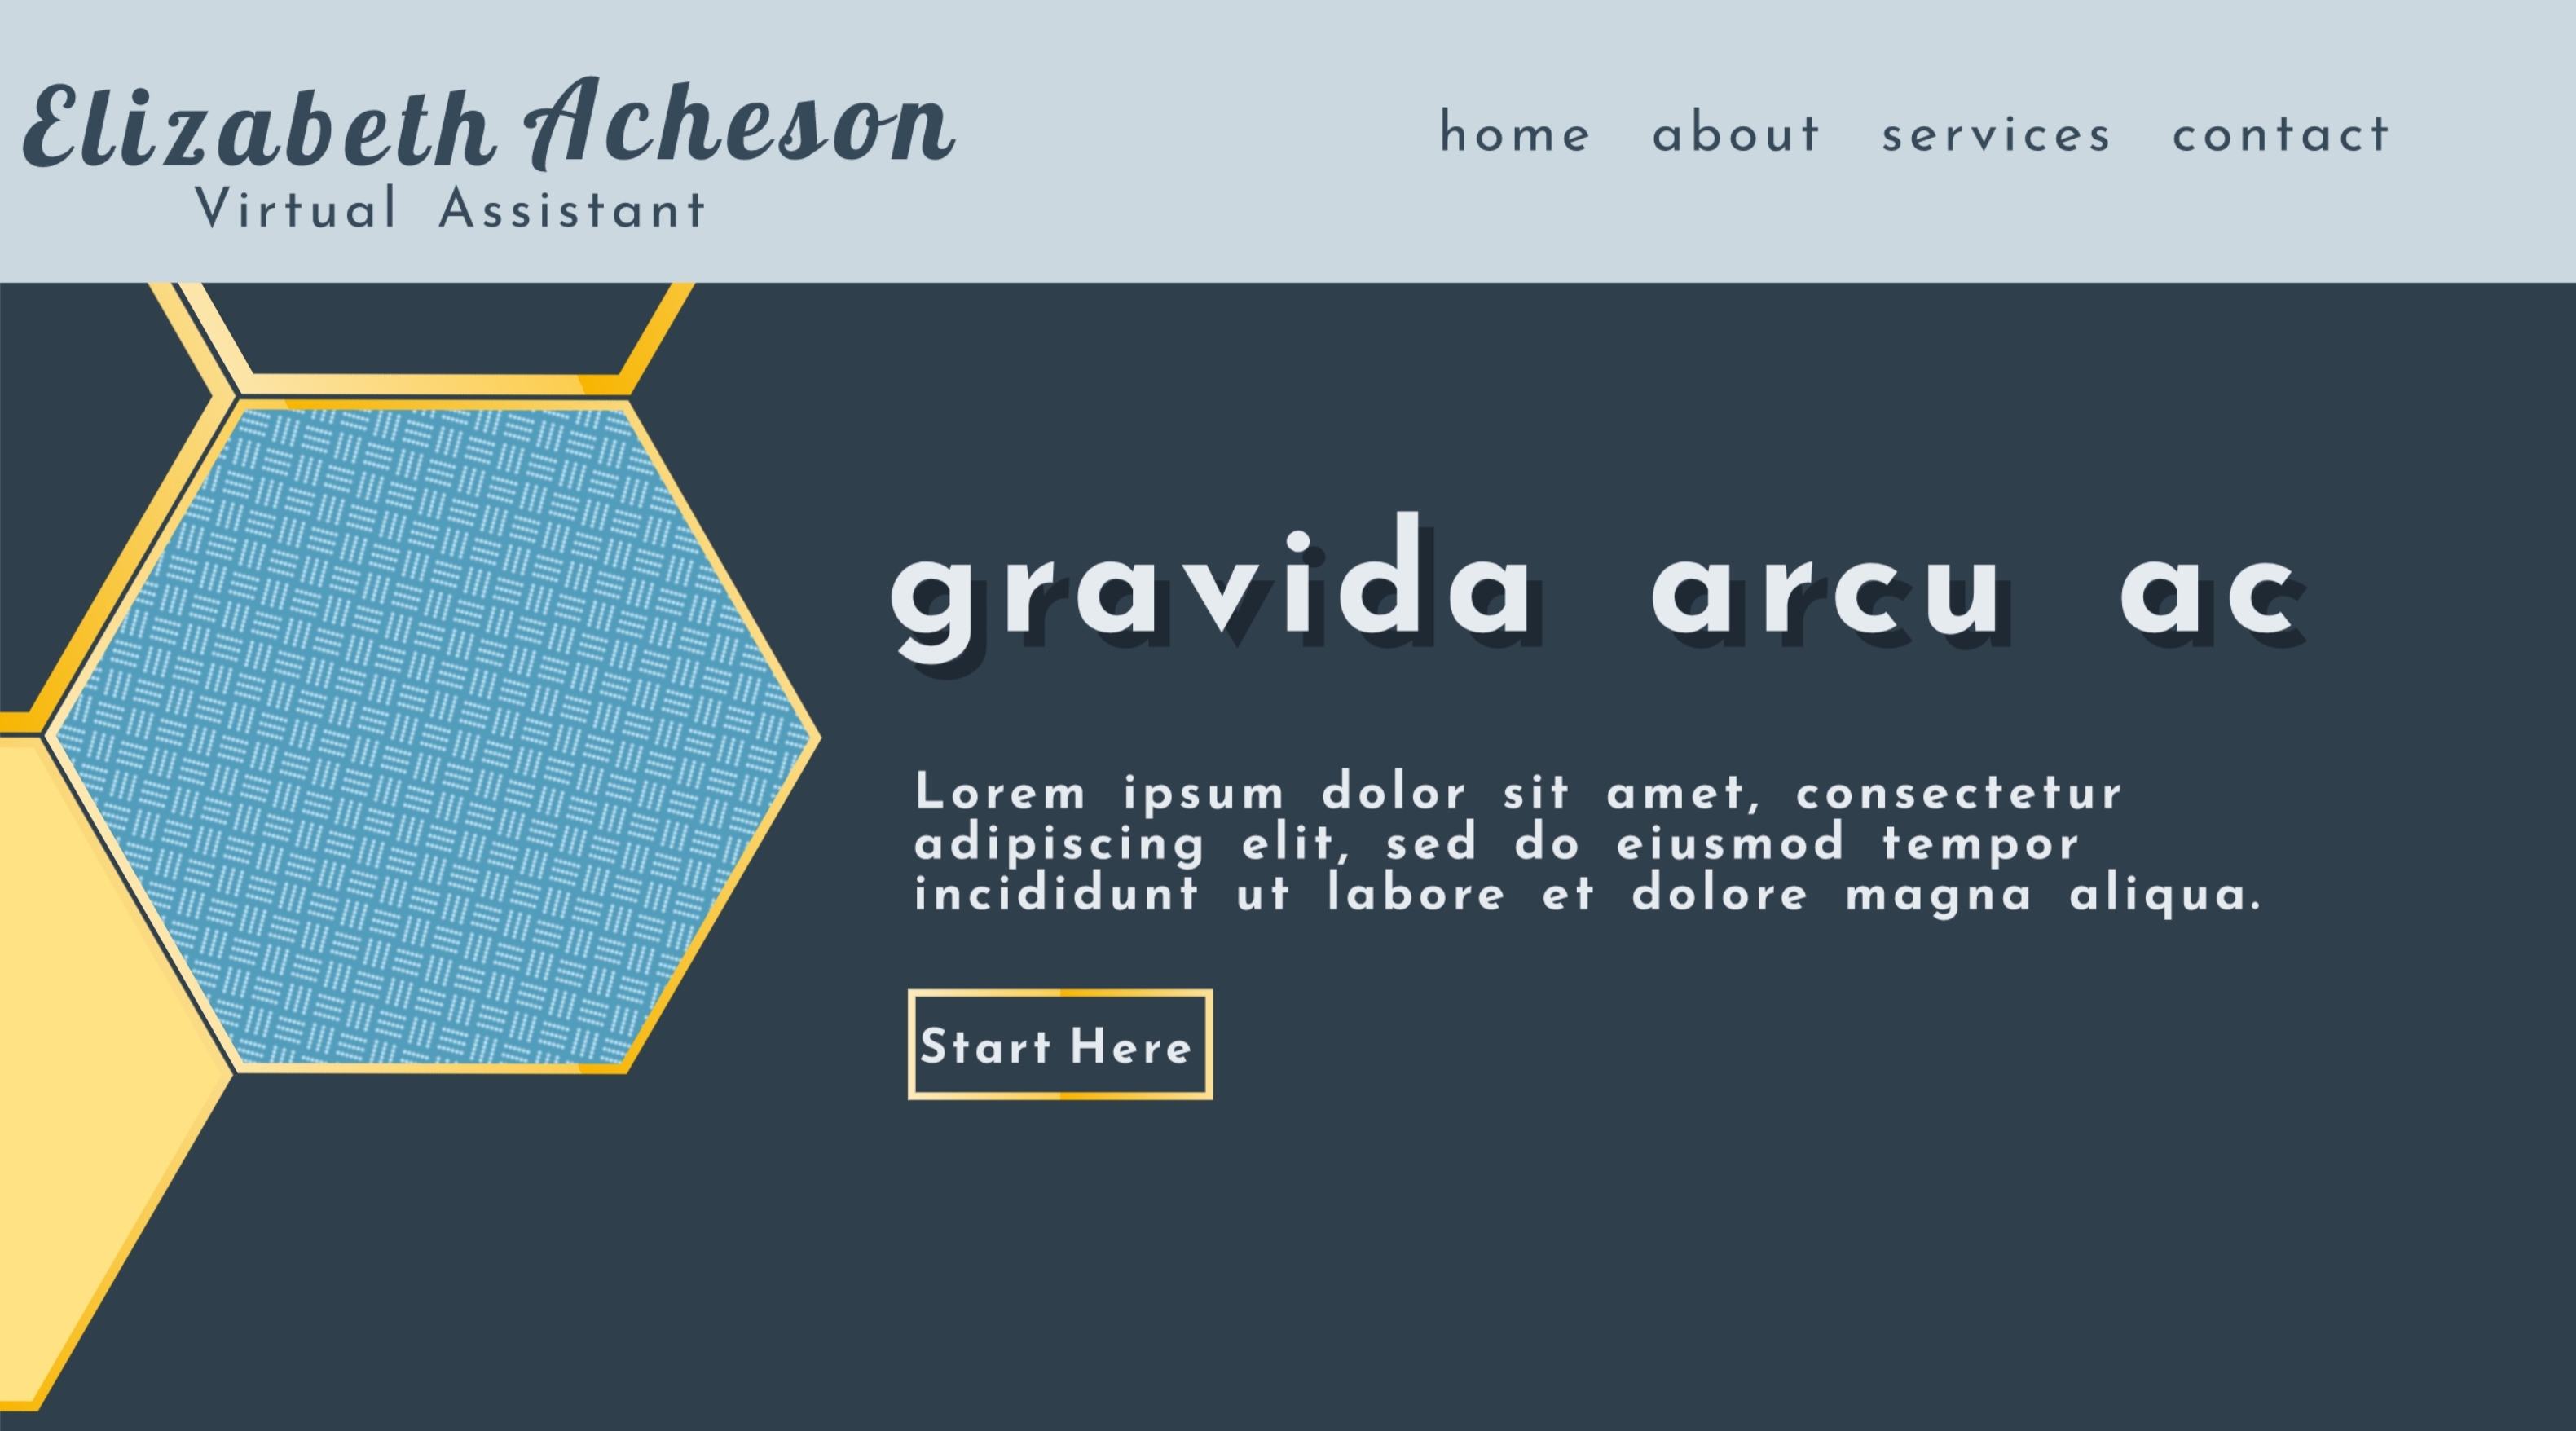 Elizabeth Acheson
Virtual Assistant
home about services contact
gravida arcu ac
Lorem ipsum dolor sit amet, consectetur
adipiscing elit, sed do eiusmod tempor
incididunt ut labore et dolore magna aliqua.
Start Here